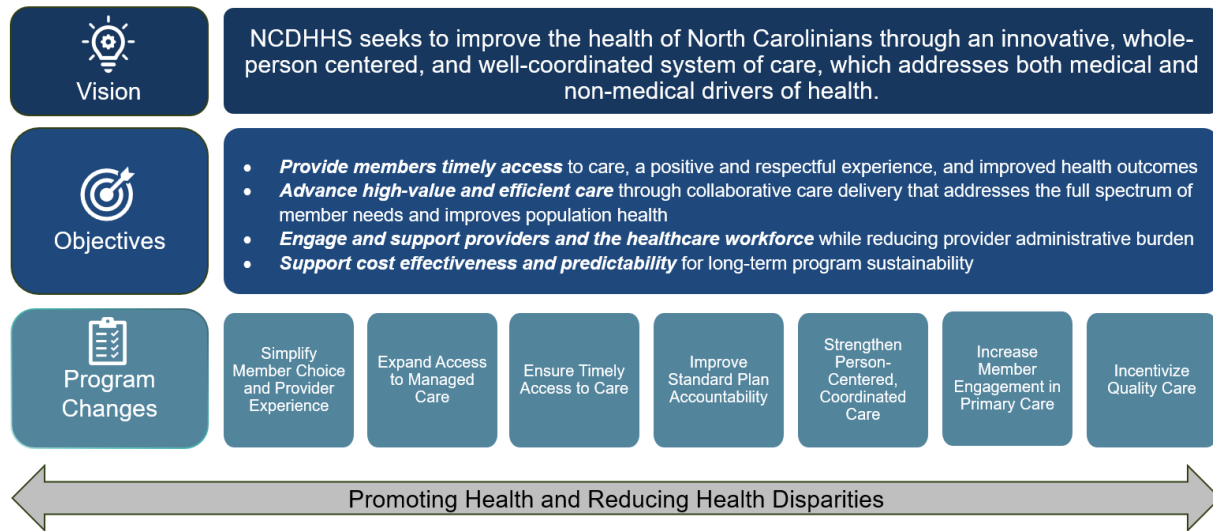 Vision
NCDHHS seeks to improve the health of North Carolinians through an innovative, whole-
person centered, and well-coordinated system of care, which addresses both medical and
non-medical drivers of health.
Objectives
• Provide members timely access to care, a positive and respectful experience, and improved health outcomes
• Advance high-value and efficient care through collaborative care delivery that addresses the full spectrum of
member needs and improves population health
• Engage and support providers and the healthcare workforce while reducing provider administrative burden
• Support cost effectiveness and predictability for long-term program sustainability
Program
Changes
Simplify
Member Choice
and Provider
Experience
Expand Access
to Managed
Care
Ensure Timely
Access to Care
Improve
Standard Plan
Accountability
Strengthen
Person-
Centered,
Coordinated
Care
Increase
Member
Engagement in
Primary Care
Incentivize
Quality Care
Promoting Health and Reducing Health Disparities